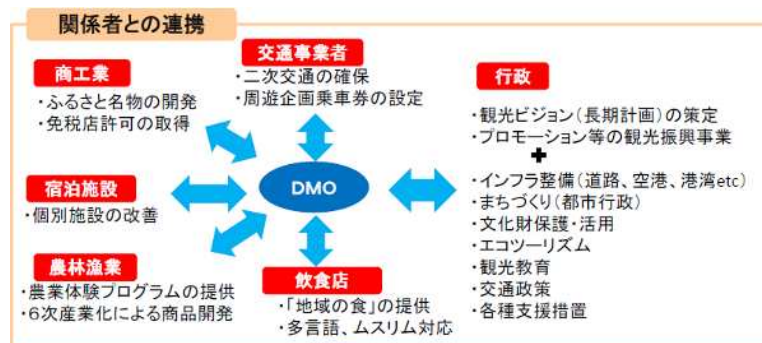 関係者との連携
商工業
・ふるさと名物の開発
・免税店許可の取得
交通事業者
・二次交通の確保
・周遊企画乗車券の設定
行政
・観光ビジョン（長期計画）の策定
・プロモーション等の観光振興事業
＋
・インフラ整備（道路、空港、港湾etc）
・まちづくり（都市行政）
・文化財保護・活用
・エコツーリズム
・観光教育
・交通政策
・各種支援措置
宿泊施設
・個別施設の改善
DMO
農林漁業
・農業体験プログラムの提供
・６次産業化による商品開発
飲食店
・「地域の食」の提供
・多言語、ムスリム対応